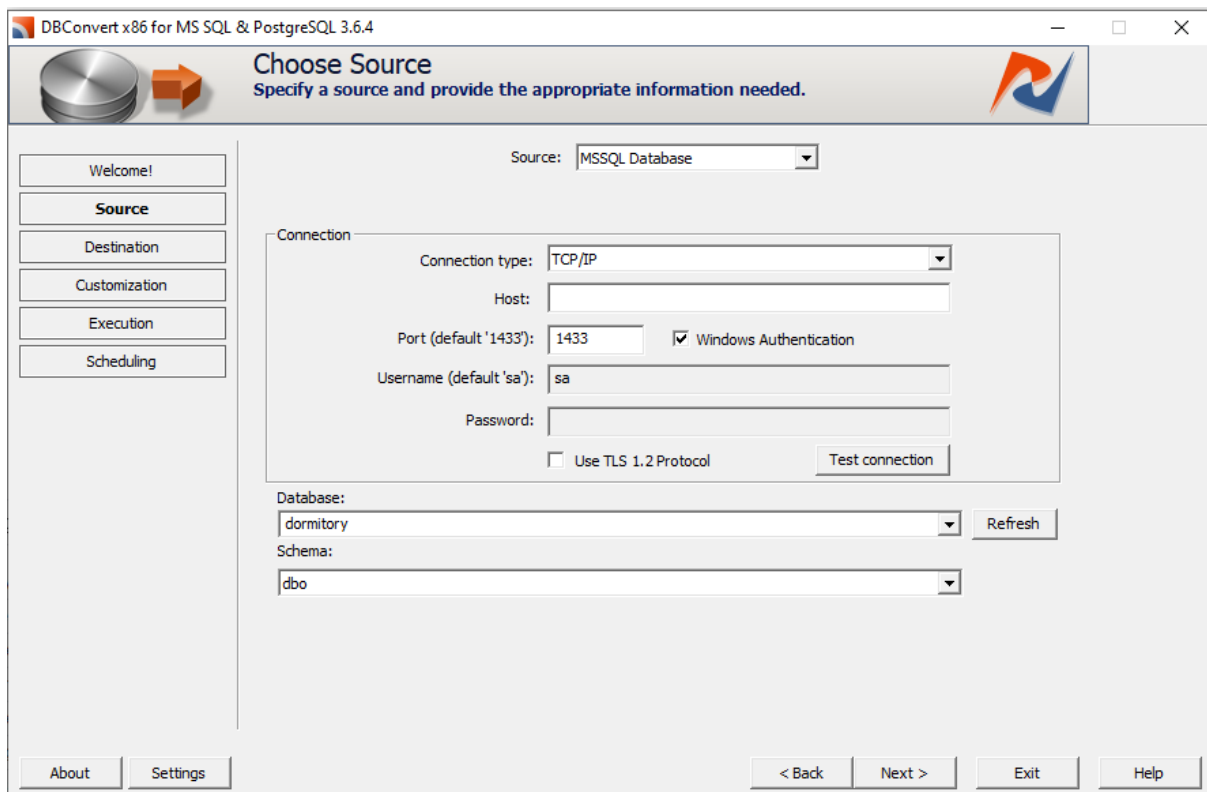 DBConvert x86 for MS SQL & PostgreSQL 3.6.4
Choose Source
Specify a source and provide the appropriate information needed.
Welcome!
Source
Destination
Customization
Execution
Scheduling
Source: MSSQL Database
Connection
Connection type: TCP/IP
Host:
Port (default '1433'): 1433 Windows Authentication
Username (default 'sa'): sa
Password:
Use TLS 1.2 Protocol Test connection
Database:
dormitory Refresh
Schema:
dbo
About Settings < Back Next > Exit Help